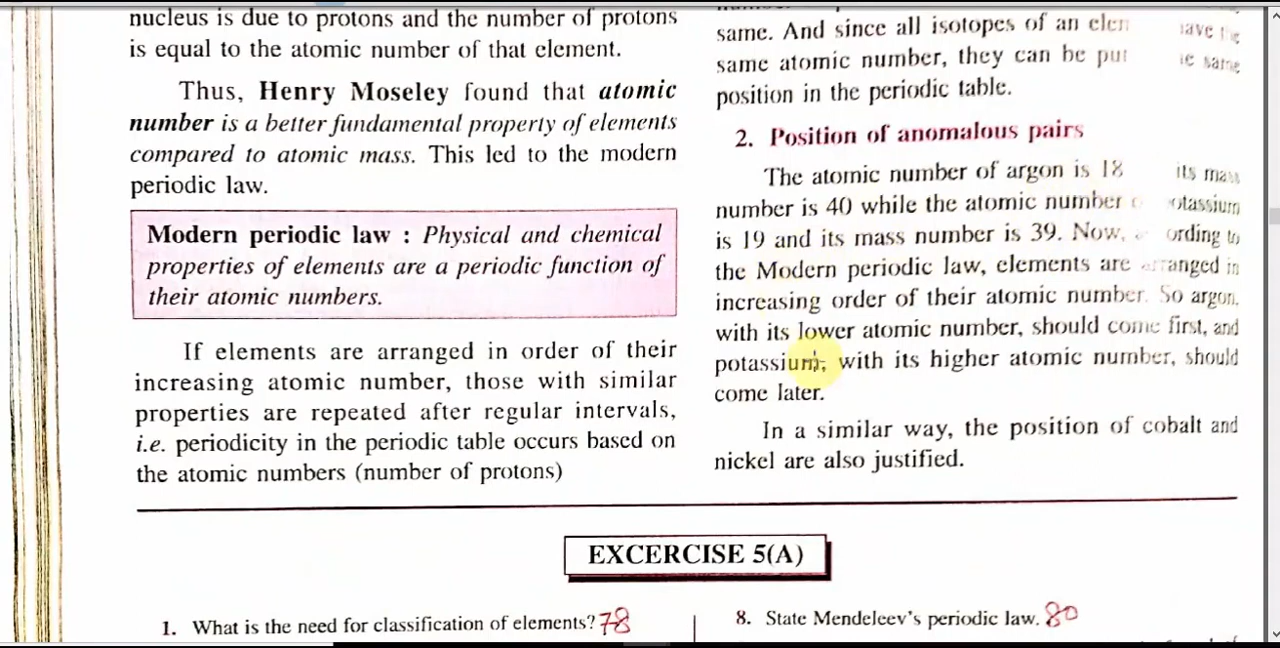 nucleus is due to protons and the number of protons
is equal to the atomic number of that element.
Thus, Henry Moseley found that atomic
number is a better fundamental property of elements
compared to atomic mass. This led to the modern
periodic law.
Modern periodic law : Physical and chemical
properties of elements are a periodic function of
their atomic numbers.
If elements are arranged in order of their
increasing atomic number, those with similar
properties are repeated after regular intervals,
i.e. periodicity in the periodic table occurs based on
the atomic numbers (number of protons)
same. And since all isotopes of an
same atomic number, they can be put same
position in the periodic table.
2. Position of anomalous pairs
The atomic number of argon is 18 its mass
number is 40 while the atomic number
is 19 and its mass number is 39. Now, to
the Modern periodic law, elements are in
increasing order of their atomic number. So argon,
with its lower atomic number, should come first, and
potassium, with its higher atomic number, should
come later.
In a similar way, the position of cobalt and
nickel are also justified.
EXCERCISE 5(A)
1. What is the need for classification of elements? 78
8. State Mendeleev's periodic law. 80